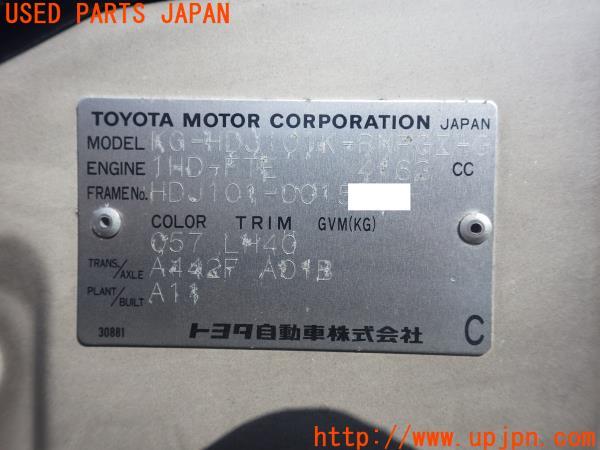 USED PARTS JAPAN
TOYOTA MOTOR CORPORATION JAPAN
MODEL KG-HDJ101K-GNPGE-G
ENGINE 1HD-FTE 4162 CC
FRAME No. HDJ101-0015
COLOR TRIM GVM(KG)
057 LH40
TRANS/AXLE A442F A01B
PLANT/BUILT A11
30881
トヨタ自動車株式会社 C
http://www.upjpn.com/